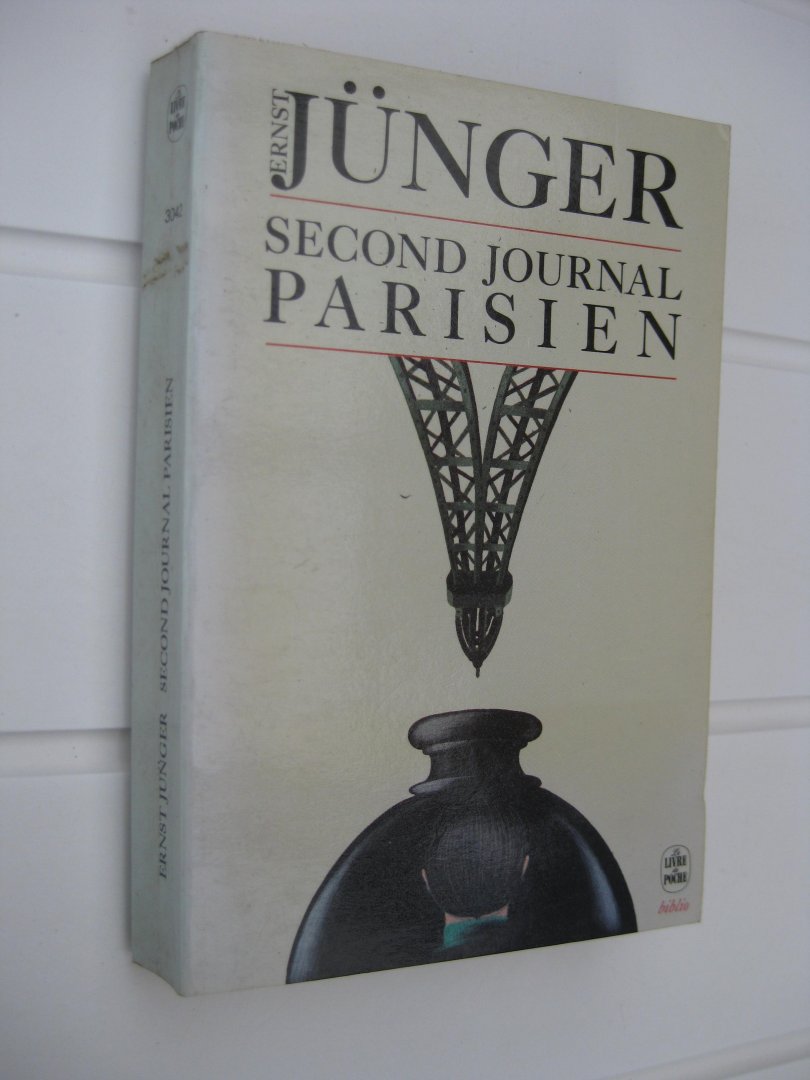 ERNST
JÜNGER
SECOND JOURNAL
PARISIEN
Le
LIVRE
de
POCHE
biblio
Le
LIVRE
de
POCHE
3042
ERNST JÜNGER SECOND JOURNAL PARISIEN